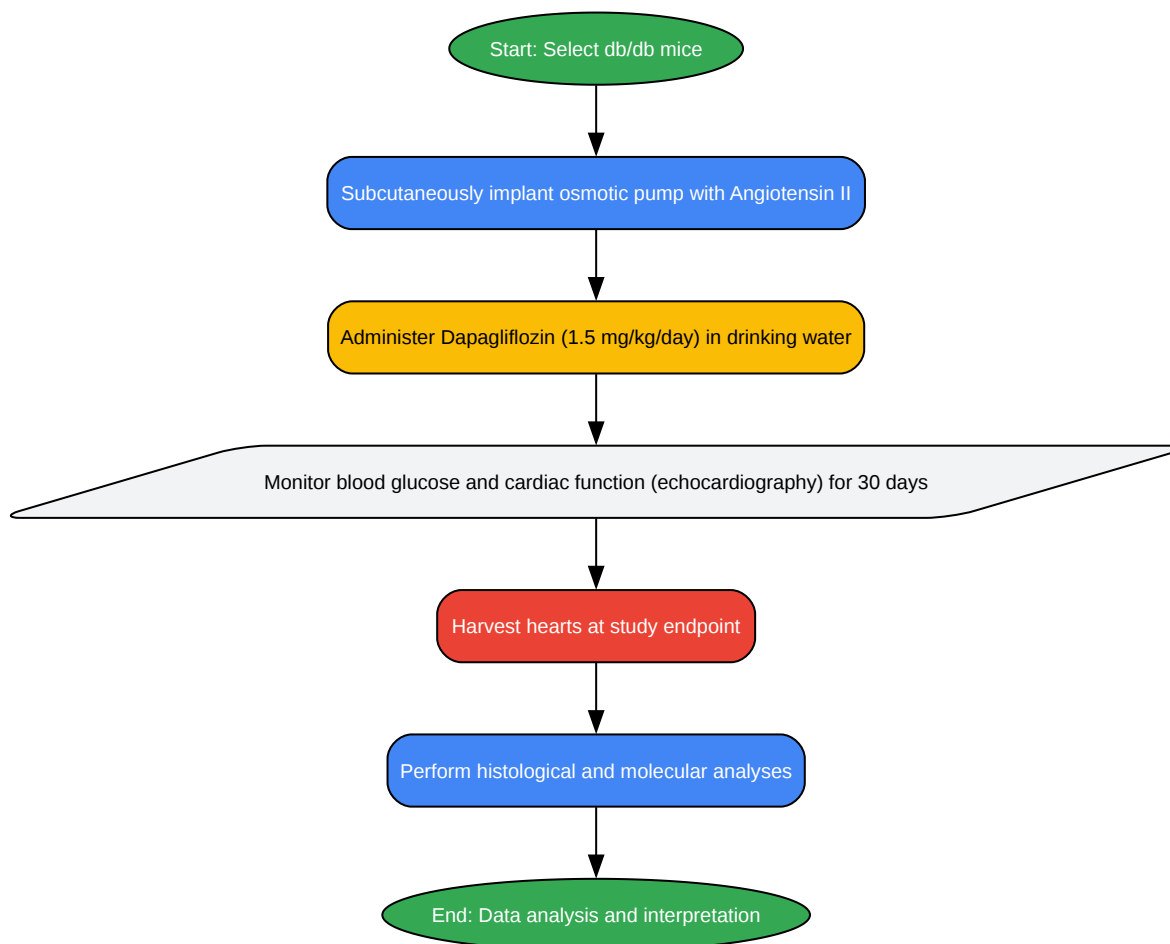 Start: Select db/db mice
Subcutaneously implant osmotic pump with Angiotensin II
Administer Dapagliflozin (1.5 mg/kg/day) in drinking water
Monitor blood glucose and cardiac function (echocardiography) for 30 days
Harvest hearts at study endpoint
Perform histological and molecular analyses
End: Data analysis and interpretation